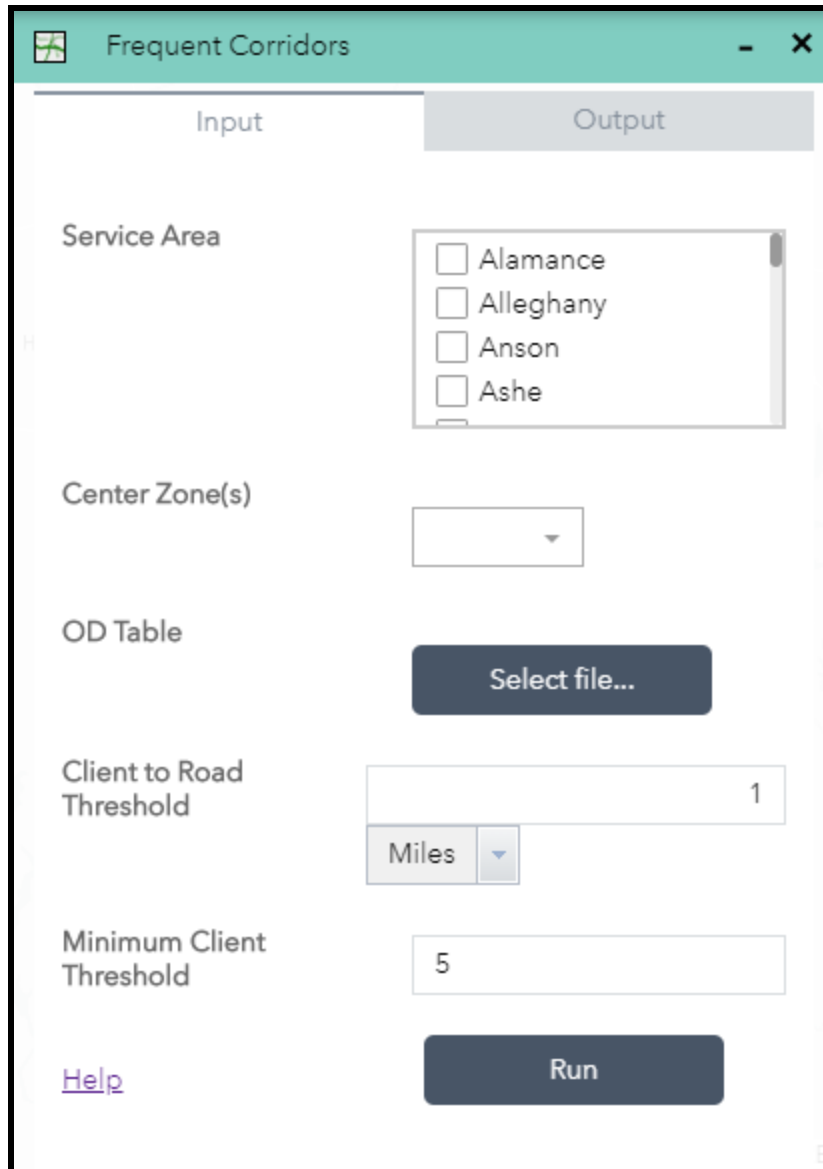 Frequent Corridors
Input
Output
Service Area
Alamance
Alleghany
Anson
Ashe
Center Zone(s)
OD Table
Select file...
Client to Road
Threshold
1
Miles
Minimum Client
Threshold
5
Help
Run